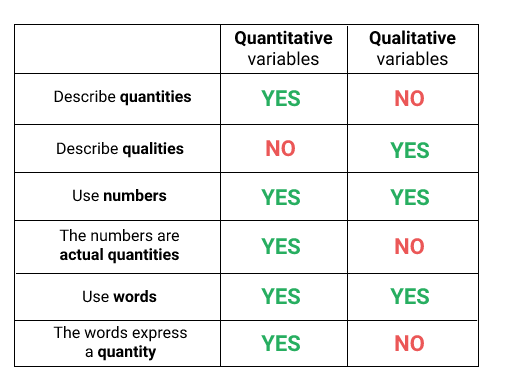 Quantitative variables Qualitative variables
Describe quantities YES NO
Describe qualities NO YES
Use numbers YES YES
The numbers are
actual quantities YES NO
Use words YES YES
The words express
a quantity YES NO